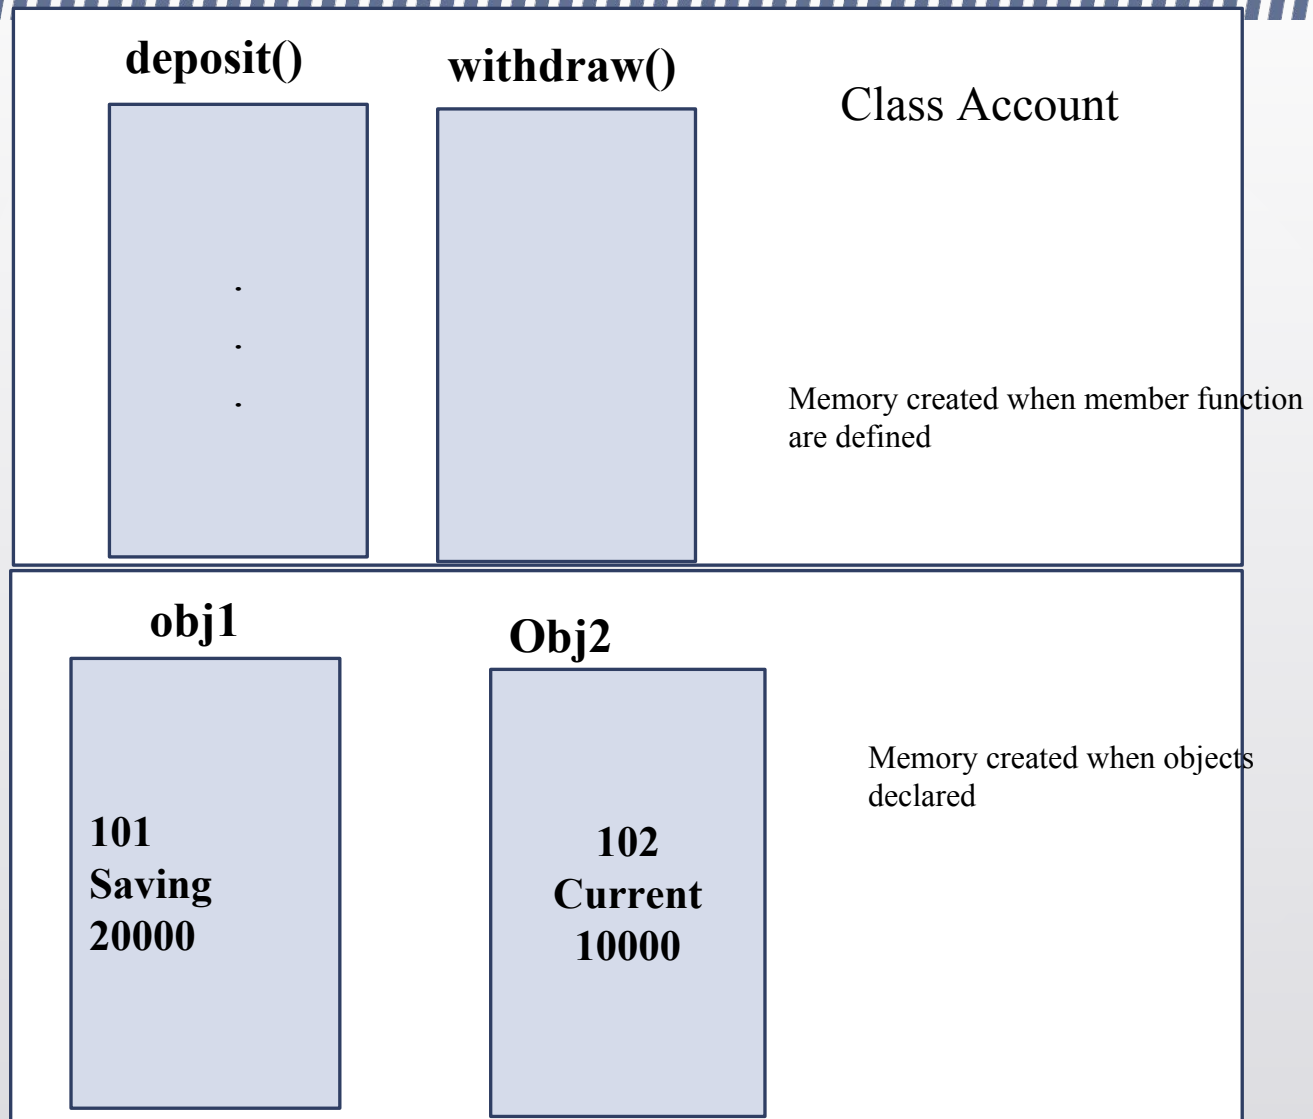 deposit()
withdraw()
Class Account
.
.
.
Memory created when member function
are defined
obj1
Obj2
Memory created when objects
declared
101
Saving
20000
102
Current
10000